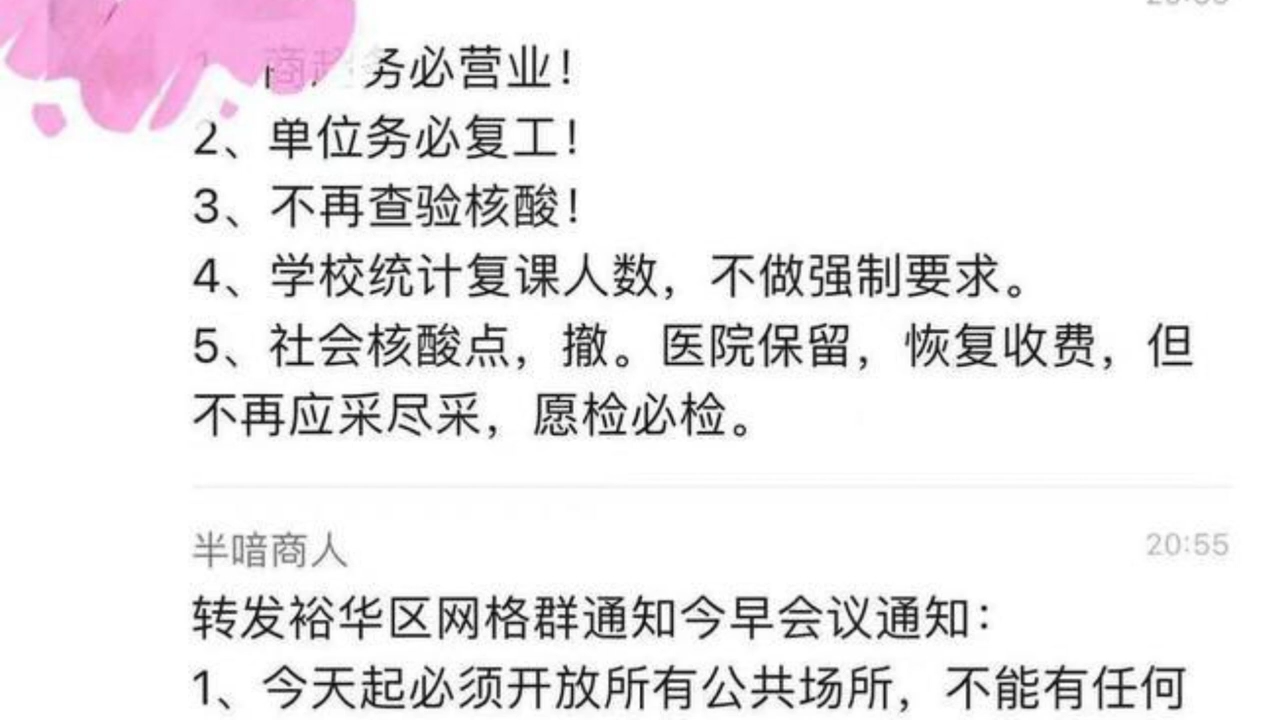 1、商超务必营业！
2、单位务必复工！
3、不再查验核酸！
4、学校统计复课人数，不做强制要求。
5、社会核酸点，撤。医院保留，恢复收费，但
不再应采尽采，愿检必检。
半喑商人
20:55
转发裕华区网格群通知今早会议通知：
1、今天起必须开放所有公共场所，不能有任何